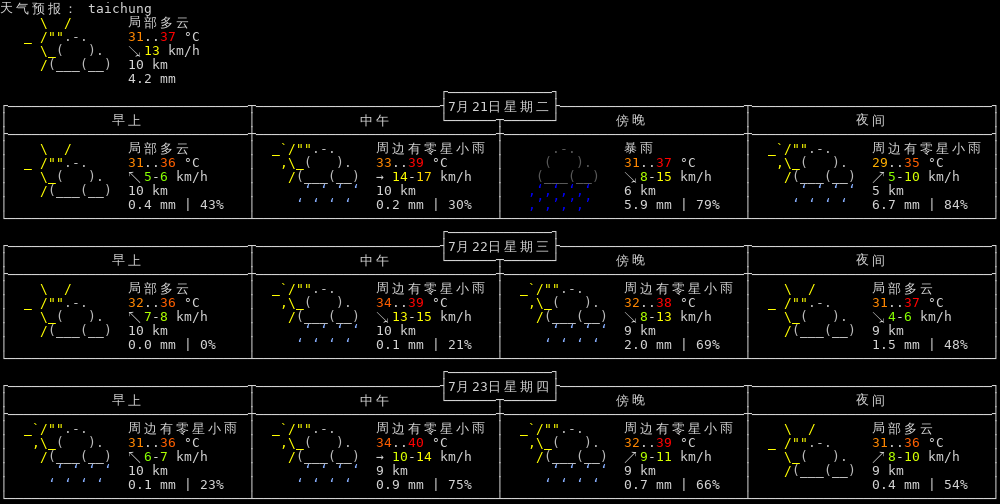 天气预报： taichung
局部多云
31..37 °C
↘ 13 km/h
10 km
4.2 mm
7月21日星期二
早上 中午 傍晚 夜间
局部多云 周边有零星小雨 暴雨 周边有零星小雨
31..36 °C 33..39 °C 31..37 °C 29..35 °C
↖ 5-6 km/h → 14-17 km/h ↘ 8-15 km/h ↗ 5-10 km/h
10 km 10 km 6 km 5 km
0.4 mm | 43% 0.2 mm | 30% 5.9 mm | 79% 6.7 mm | 84%
7月22日星期三
早上 中午 傍晚 夜间
局部多云 周边有零星小雨 周边有零星小雨 局部多云
32..36 °C 34..39 °C 32..38 °C 31..37 °C
↖ 7-8 km/h ↘ 13-15 km/h ↘ 8-13 km/h ↖ 4-6 km/h
10 km 10 km 9 km 9 km
0.0 mm | 0% 0.1 mm | 21% 2.0 mm | 69% 1.5 mm | 48%
7月23日星期四
早上 中午 傍晚 夜间
周边有零星小雨 周边有零星小雨 周边有零星小雨 局部多云
31..36 °C 34..40 °C 32..39 °C 31..36 °C
↖ 6-7 km/h → 10-14 km/h ↗ 9-11 km/h ↗ 8-10 km/h
10 km 9 km 9 km 9 km
0.1 mm | 23% 0.9 mm | 75% 0.7 mm | 66% 0.4 mm | 54%